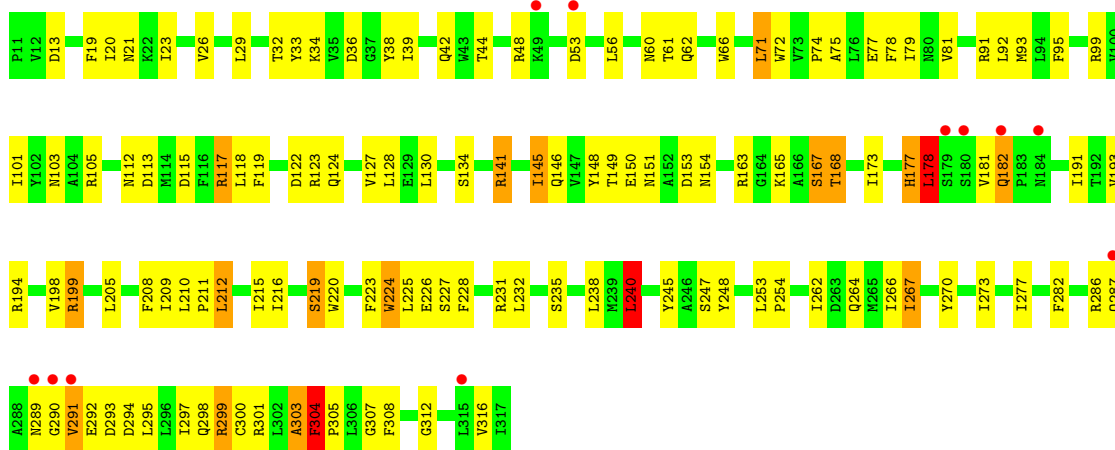 P11 V12 D13 F19 I20 N21 K22 I23 V26 L29 T32 Y33 K34 V35 D36 G37 Y38 I39 Q42 W43 T44 R48 K49 D53 L56 N60 T61 Q62 W66 L71 W72 V73 P74 A75 L76 E77 F78 I79 N80 V81 R91 L92 M93 L94 F95 R99 V100
I101 Y102 N103 A104 R105 N112 D113 M114 D115 F116 R117 L118 F119 D122 R123 Q124 V127 L128 E129 L130 S134 R141 I145 Q146 V147 Y148 T149 E150 N151 A152 D153 N154 R163 G164 K165 A166 S167 T168 I173 H177 L178 S179 S180 V181 Q182 P183 N184 I191 T192 V193
R194 V198 R199 L205 F208 I209 L210 P211 L212 I215 I216 S219 W220 F223 W224 L225 E226 S227 F228 R231 L232 S235 L238 M239 L240 Y245 A246 S247 Y248 L253 P254 I262 D263 Q264 M265 I266 I267 Y270 I273 I277 F282 R286 Q287
A288 N289 G290 V291 E292 D293 D294 L295 L296 I297 Q298 R299 C300 R301 L302 A303 F304 P305 L306 G307 F308 G312 L315 V316 I317